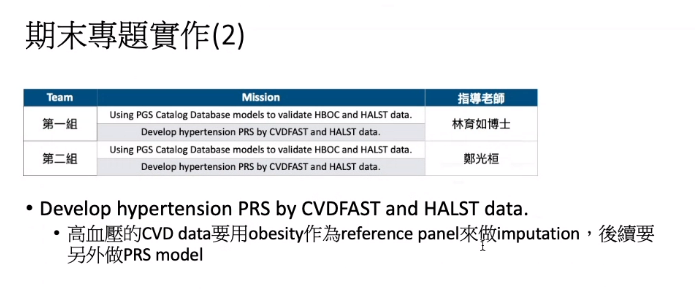 期末專題實作(2)
Team Mission 指導老師
第一組 Using PGS Catalog Database models to validate HBOC and HALST data. 林育如博士
Develop hypertension PRS by CVDFAST and HALST data.
第二組 Using PGS Catalog Database models to validate HBOC and HALST data. 鄭光桓
Develop hypertension PRS by CVDFAST and HALST data.
• Develop hypertension PRS by CVDFAST and HALST data.
• 高血壓的CVD data要用obesity作為reference panel來做imputation，後續要
另外做PRS model